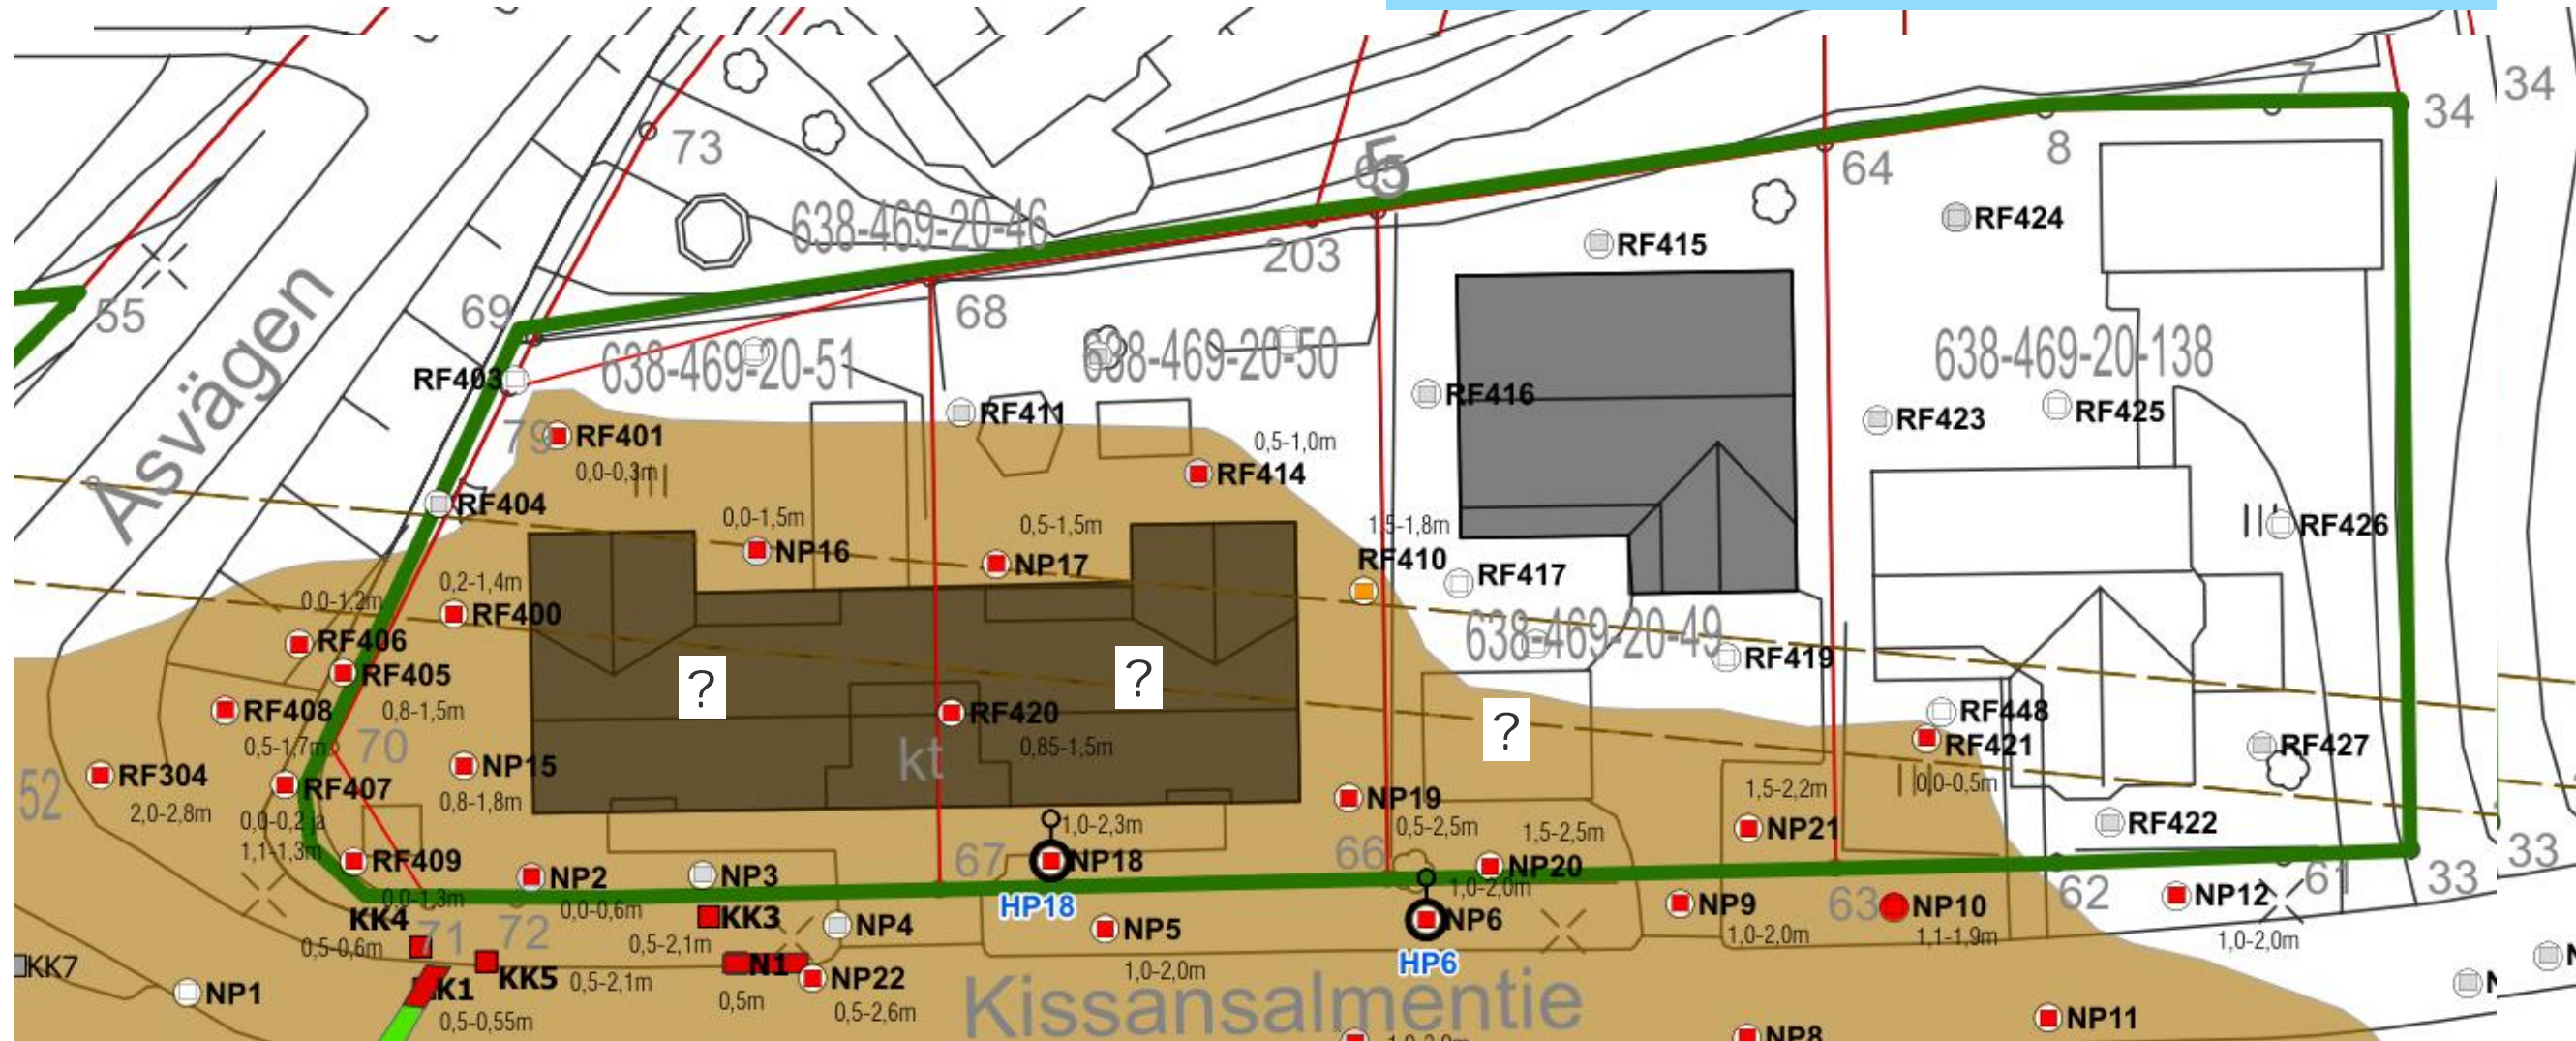 7
34
34
73
8
65
5
64
638-469-20-46
RF424
RF415
203
55
69
68
638-469-20-51
638-469-20-50
638-469-20-138
RF403
RF416
Åsvägen
RF411
RF423
RF425
79
RF401
0,5-1,0m
0,0-0,3m
RF414
RF404
0,0-1,5m
0,5-1,5m
1,5-1,8m
RF426
NP16
NP17
RF410
0,2-1,4m
RF417
0,0-1,2m
RF400
638-469-20-49
RF406
RF419
RF405
?
?
RF408
0,8-1,5m
RF420
?
RF448
0,5-1,7m
70
0,85-1,5m
RF421
RF427
kt
NP15
RF304
RF407
0,0-0,5m
52
0,8-1,8m
1,5-2,2m
2,0-2,8m
NP19
0,0-0,2 ja
1,0-2,3m
0,5-2,5m
1,5-2,5m
NP21
RF422
1,1-1,3m
66
33
RF409
67
NP18
NP20
NP2
NP3
61
33
0,0-1,3m
1,0-2,0m
62
NP12
KK4
0,0-0,6m
HP18
NP9
63
NP10
KK3
NP6
71
72
NP4
NP5
1,0-2,0m
1,1-1,9m
1,0-2,0m
0,5-0,6m
0,5-2,1m
HP6
KK7
N1
1,0-2,0m
KK5
0,5-2,1m
NP22
NP1
KK1
0,5m
0,5-2,6m
Kissansalmentie
0,5-0,55m
NP11
NP8